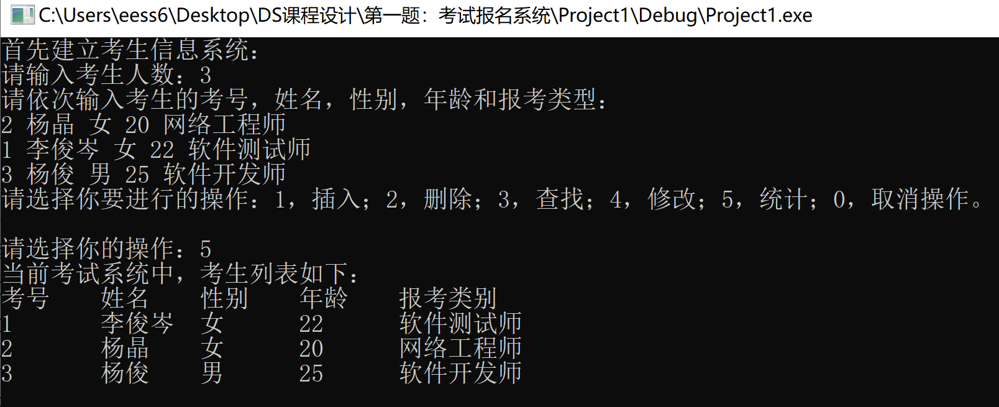 C:\Users\eess6\Desktop\DS课程设计\第一题：考试报名系统\Project1\Debug\Project1.exe
首先建立考生信息系统：
请输入考生人数：3
请依次输入考生的考号，姓名，性别，年龄和报考类型：
2 杨晶 女 20 网络工程师
1 李俊岑 女 22 软件测试师
3 杨俊 男 25 软件开发师
请选择你要进行的操作：1，插入；2，删除；3，查找；4，修改；5，统计；0，取消操作。
请选择你的操作：5
当前考试系统中，考生列表如下：
考号 姓名 性别 年龄 报考类别
1 李俊岑 女 22 软件测试师
2 杨晶 女 20 网络工程师
3 杨俊 男 25 软件开发师